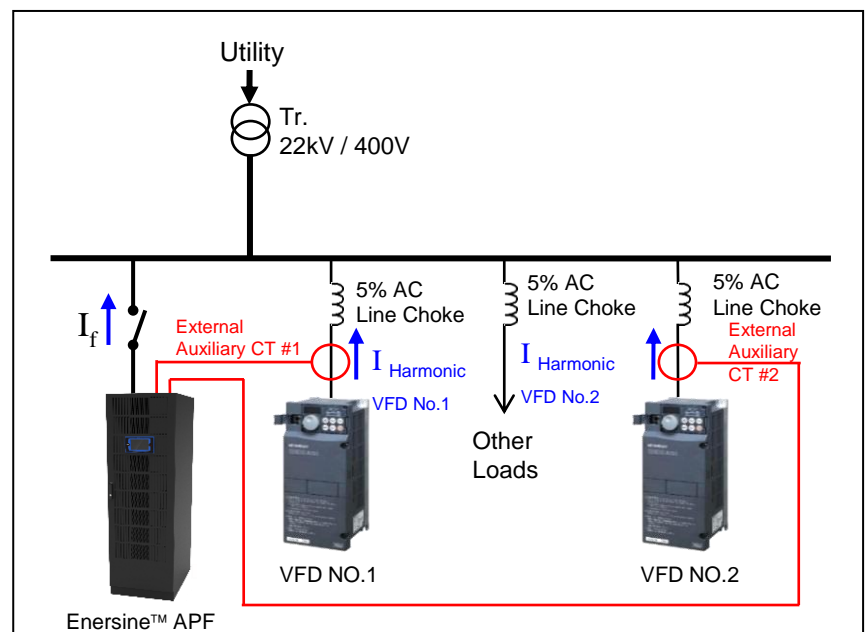 Utility
Tr.
22kV / 400V
5% AC
Line Choke
5% AC
Line Choke
5% AC
Line Choke
If
External
Auxiliary CT #1
I Harmonic
VFD No.1
I Harmonic
VFD No.2
External
Auxiliary
CT #2
Other
Loads
VFD NO.1
VFD NO.2
Enersine™ APF